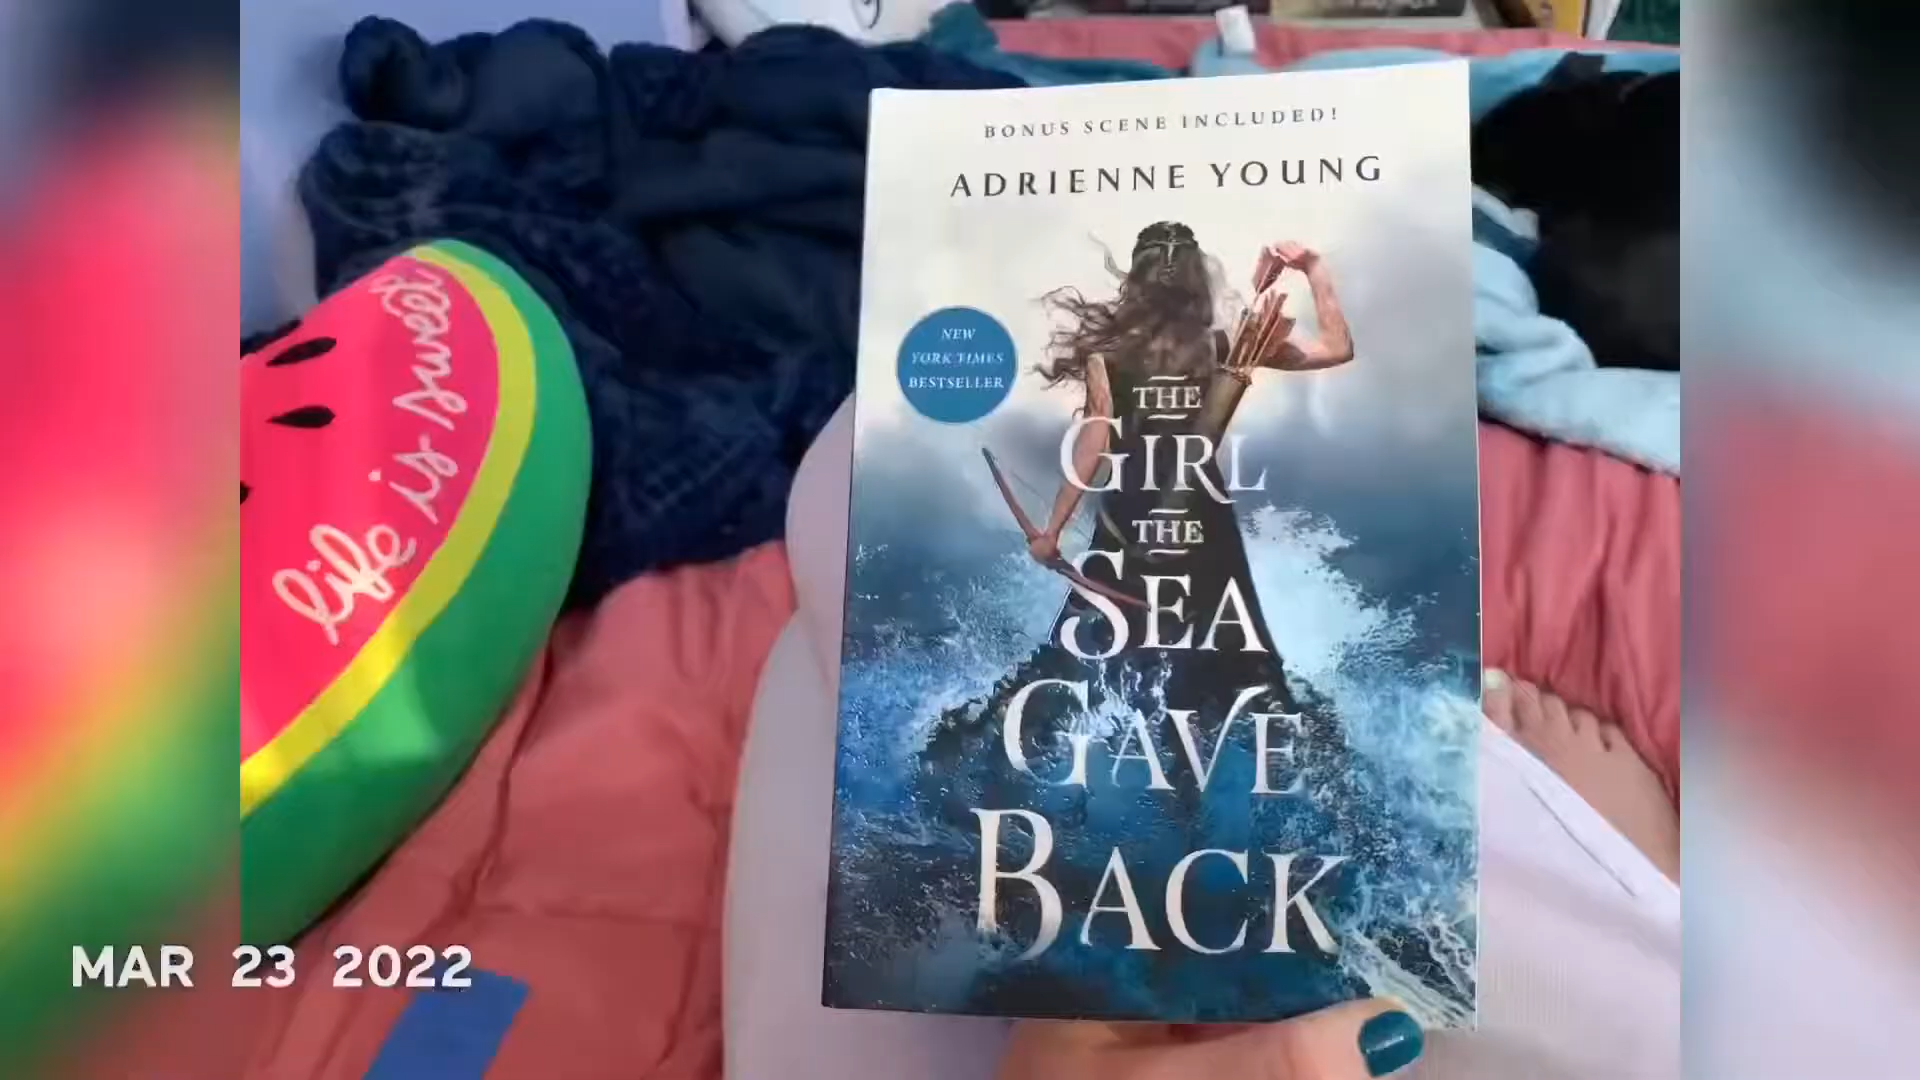 BONUS SCENE INCLUDED!
ADRIENNE YOUNG
NEW
YORK TIMES
BESTSELLER
THE
GIRL
THE
SEA
GAVE
BACK
life is sweet
MAR 23 2022